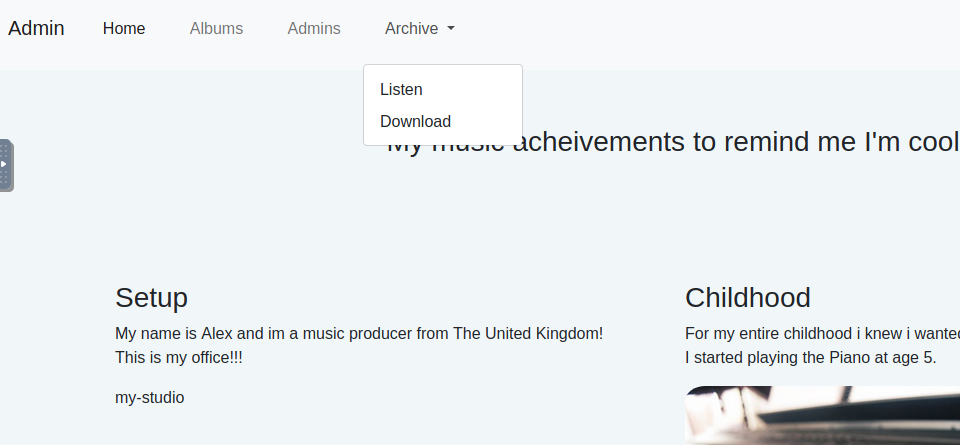 Admin Home Albums Admins Archive
Listen
Download
My music acheivements to remind me I'm cool
Setup
My name is Alex and im a music producer from The United Kingdom!
This is my office!!!
my-studio
Childhood
For my entire childhood i knew i wanted
I started playing the Piano at age 5.